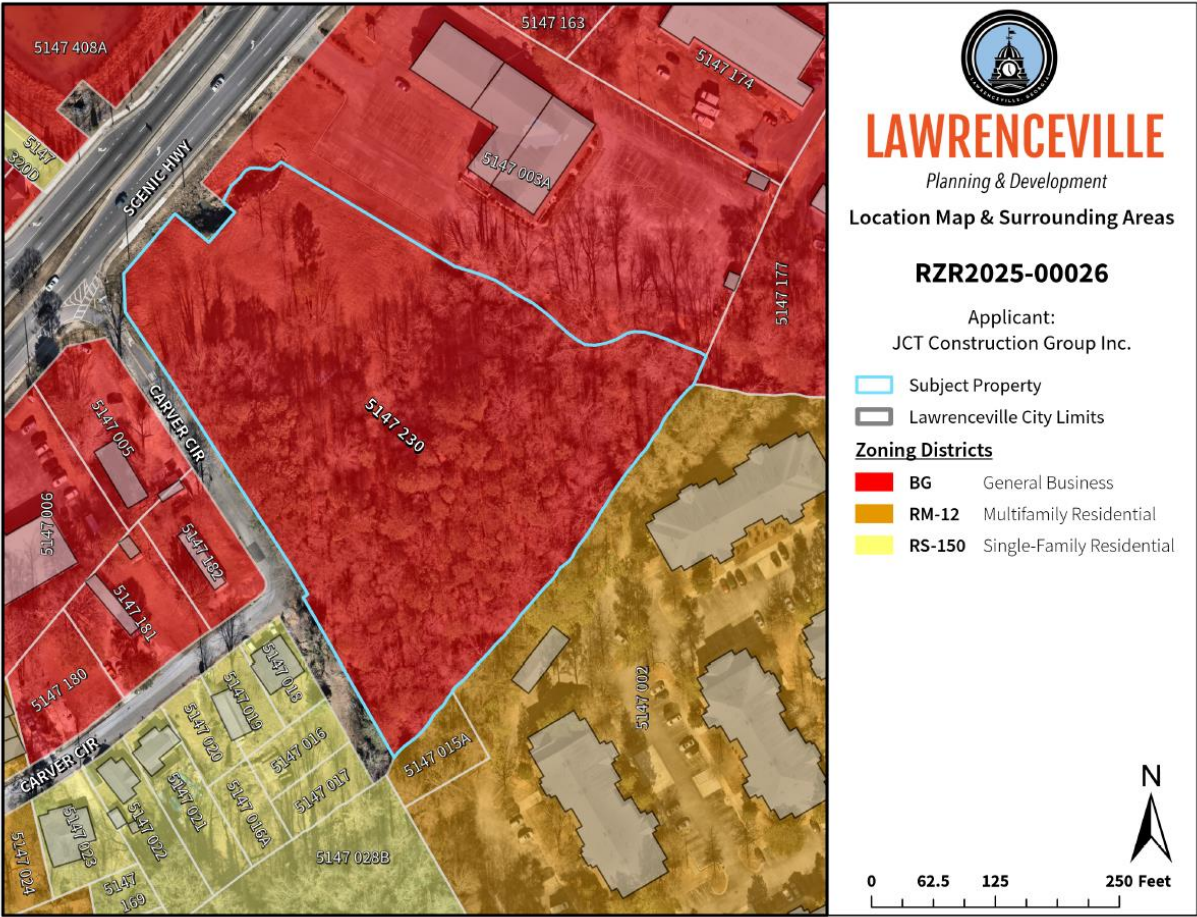 5147 408A
5147 163
5147 174
5147
320D
SCENIC HWY
5147 003A
5147 177
5147 230
CARVER CIR
5147 005
5147 006
5147 182
5147 181
5147 180
5147 018
5147 019
5147 020
5147 016
5147 017
5147 016A
5147 021
5147 022
5147 023
5147 024
5147
169
5147 028B
5147 015A
5147 002
CARVER CIR
LAWRENCEVILLE, GEORGIA
LAWRENCEVILLE
Planning & Development
Location Map & Surrounding Areas
RZR2025-00026
Applicant:
JCT Construction Group Inc.
Subject Property
Lawrenceville City Limits
Zoning Districts
BG General Business
RM-12 Multifamily Residential
RS-150 Single-Family Residential
N
0 62.5 125 250 Feet